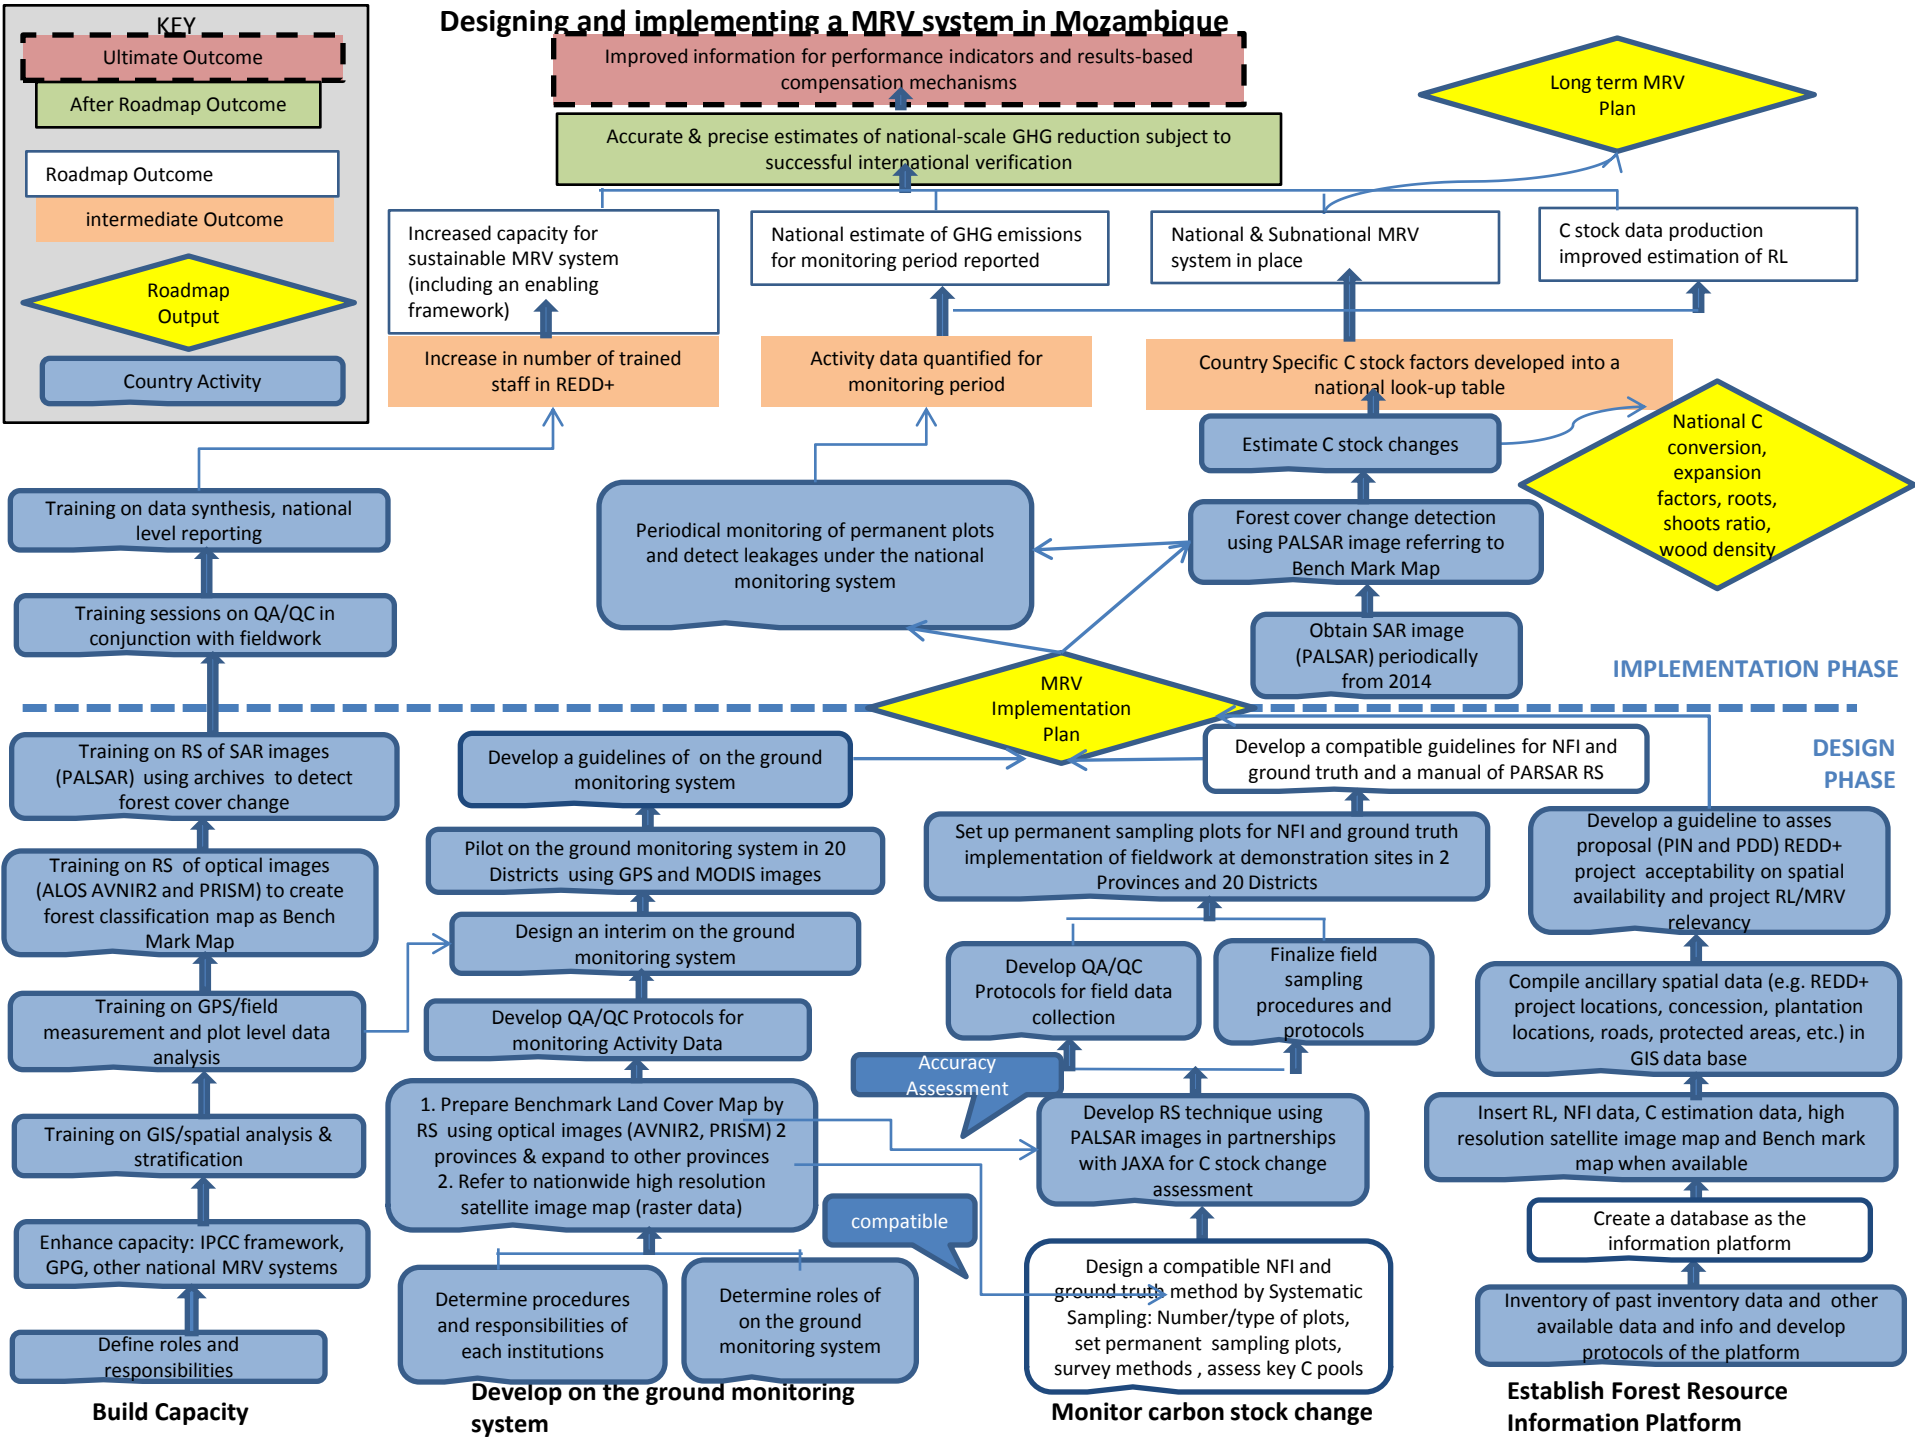 Designing and implementing a MRV system in Mozambique
KEY
Ultimate Outcome
After Roadmap Outcome
Roadmap Outcome
intermediate Outcome
Roadmap
Output
Country Activity
Improved information for performance indicators and results-based
compensation mechanisms
Accurate & precise estimates of national-scale GHG reduction subject to
successful international verification
Long term MRV
Plan
Increased capacity for
sustainable MRV system
(including an enabling
framework)
National estimate of GHG emissions
for monitoring period reported
National & Subnational MRV
system in place
C stock data production
improved estimation of RL
Increase in number of trained
staff in REDD+
Activity data quantified for
monitoring period
Country Specific C stock factors developed into a
national look-up table
Estimate C stock changes
National C
conversion,
expansion
factors, roots,
shoots ratio,
wood density
Training on data synthesis, national
level reporting
Periodical monitoring of permanent plots
and detect leakages under the national
monitoring system
Forest cover change detection
using PALSAR image referring to
Bench Mark Map
Training sessions on QA/QC in
conjunction with fieldwork
Obtain SAR image
(PALSAR) periodically
from 2014
IMPLEMENTATION PHASE
MRV
Implementation
Plan
DESIGN
PHASE
Training on RS of SAR images
(PALSAR) using archives to detect
forest cover change
Develop a guidelines of on the ground
monitoring system
Develop a compatible guidelines for NFI and
ground truth and a manual of PARSAR RS
Training on RS of optical images
(ALOS AVNIR2 and PRISM) to create
forest classification map as Bench
Mark Map
Pilot on the ground monitoring system in 20
Districts using GPS and MODIS images
Set up permanent sampling plots for NFI and ground truth
implementation of fieldwork at demonstration sites in 2
Provinces and 20 Districts
Develop a guideline to asses
proposal (PIN and PDD) REDD+
project acceptability on spatial
availability and project RL/MRV
relevancy
Design an interim on the ground
monitoring system
Develop QA/QC
Protocols for field data
collection
Finalize field
sampling
procedures and
protocols
Training on GPS/field
measurement and plot level data
analysis
Develop QA/QC Protocols for
monitoring Activity Data
Compile ancillary spatial data (e.g. REDD+
project locations, concession, plantation
locations, roads, protected areas, etc.) in
GIS data base
Accuracy
Assessment
Training on GIS/spatial analysis &
stratification
1. Prepare Benchmark Land Cover Map by
RS using optical images (AVNIR2, PRISM) 2
provinces & expand to other provinces
2. Refer to nationwide high resolution
satellite image map (raster data)
Develop RS technique using
PALSAR images in partnerships
with JAXA for C stock change
assessment
Insert RL, NFI data, C estimation data, high
resolution satellite image map and Bench mark
map when available
compatible
Enhance capacity: IPCC framework,
GPG, other national MRV systems
Create a database as the
information platform
Define roles and
responsibilities
Determine procedures
and responsibilities of
each institutions
Determine roles of
on the ground
monitoring system
Design a compatible NFI and
ground truth method by Systematic
Sampling: Number/type of plots,
set permanent sampling plots,
survey methods , assess key C pools
Inventory of past inventory data and other
available data and info and develop
protocols of the platform
Build Capacity
Develop on the ground monitoring
system
Monitor carbon stock change
Establish Forest Resource
Information Platform